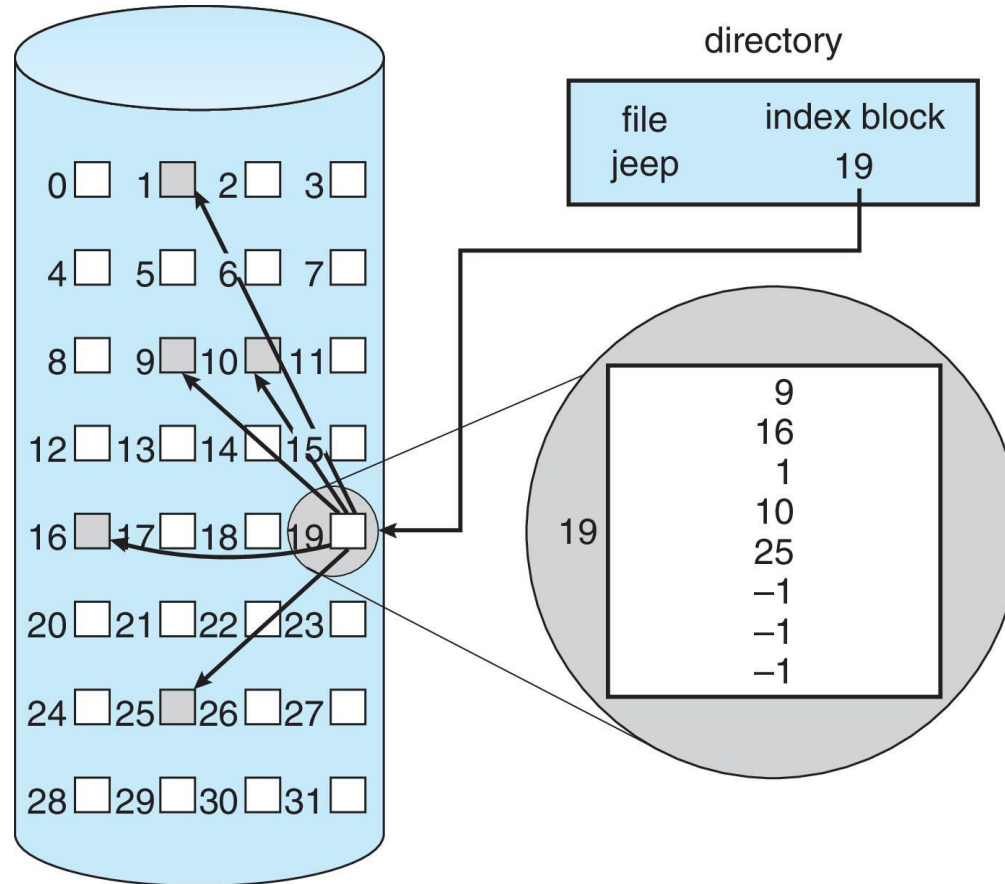 directory
file index block
jeep 19
0 1 2 3
4 5 6 7
8 9 10 11
12 13 14 15
16 17 18 19
20 21 22 23
24 25 26 27
28 29 30 31
19
9
16
1
10
25
–1
–1
–1